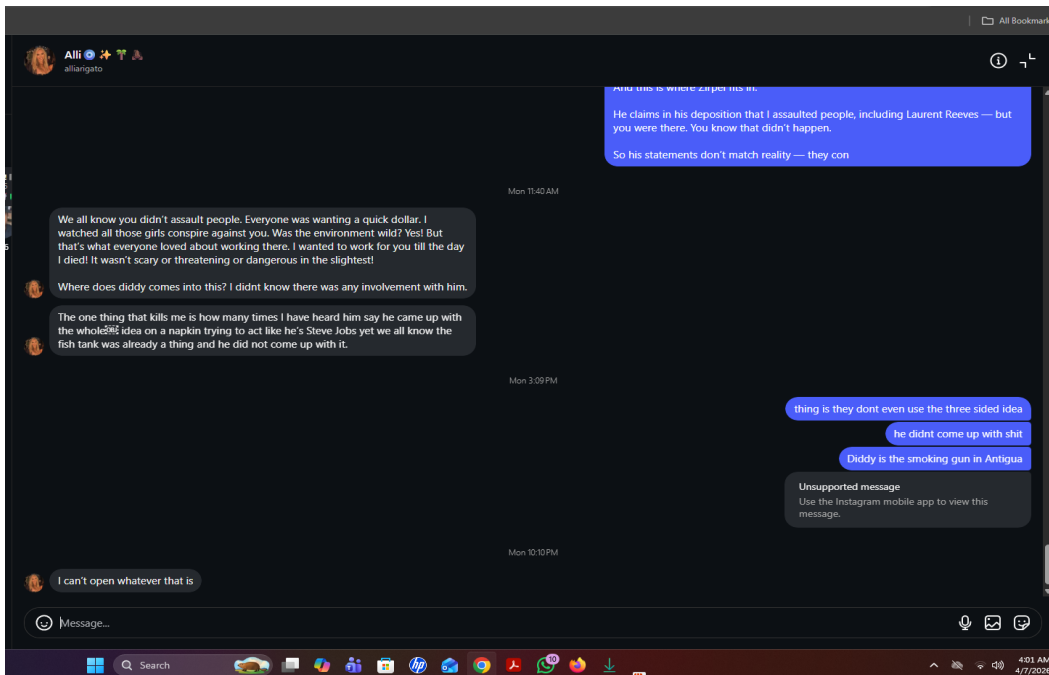 All Bookmark
Alli
alliarigato
And this is where Zirpel fits in.
He claims in his deposition that I assaulted people, including Laurent Reeves — but
you were there. You know that didn't happen.
So his statements don't match reality — they con
Mon 11:40 AM
We all know you didn't assault people. Everyone was wanting a quick dollar. I
watched all those girls conspire against you. Was the environment wild? Yes! But
that's what everyone loved about working there. I wanted to work for you till the day
I died! It wasn't scary or threatening or dangerous in the slightest!
Where does diddy comes into this? I didnt know there was any involvement with him.
The one thing that kills me is how many times I have heard him say he came up with
the whole idea on a napkin trying to act like he's Steve Jobs yet we all know the
fish tank was already a thing and he did not come up with it.
Mon 3:09 PM
thing is they dont even use the three sided idea
he didnt come up with shit
Diddy is the smoking gun in Antigua
Unsupported message
Use the Instagram mobile app to view this
message.
Mon 10:10 PM
I can't open whatever that is
Message...
Search
4:01 AM
4/7/2026